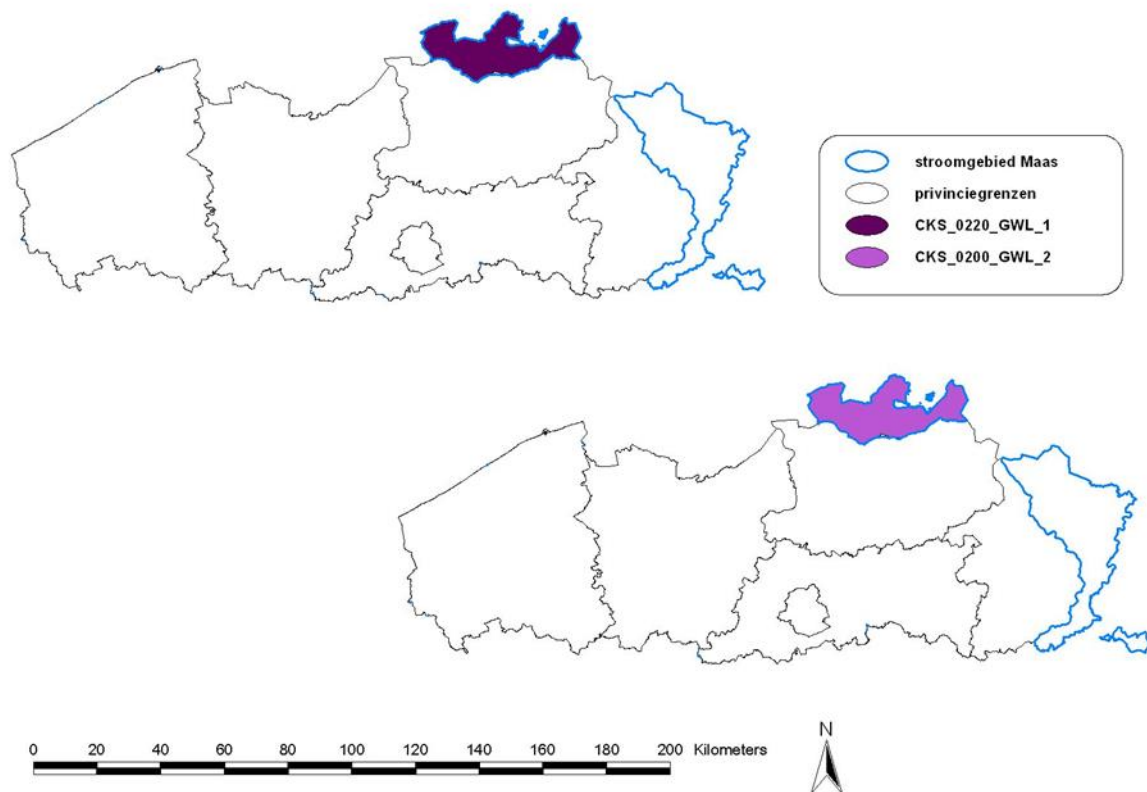 stroomgebied Maas
privinciegrenzen
CKS_0220_GWL_1
CKS_0200_GWL_2
N
0 20 40 60 80 100 120 140 160 180 200 Kilometers